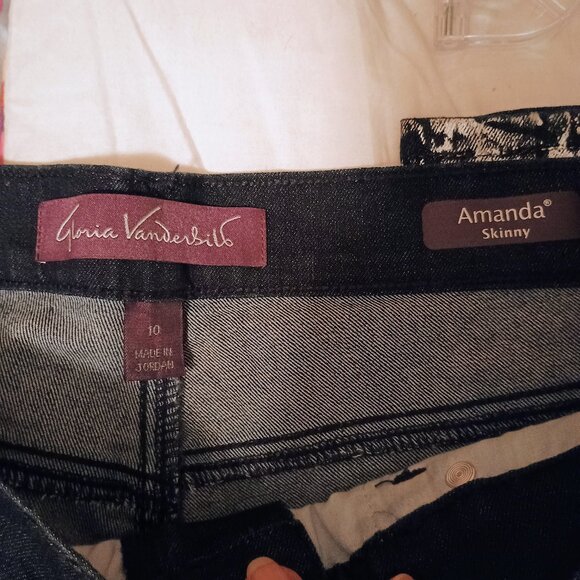 Gloria Vanderbilt
Amanda®
Skinny
10
MADE IN
JORDAN